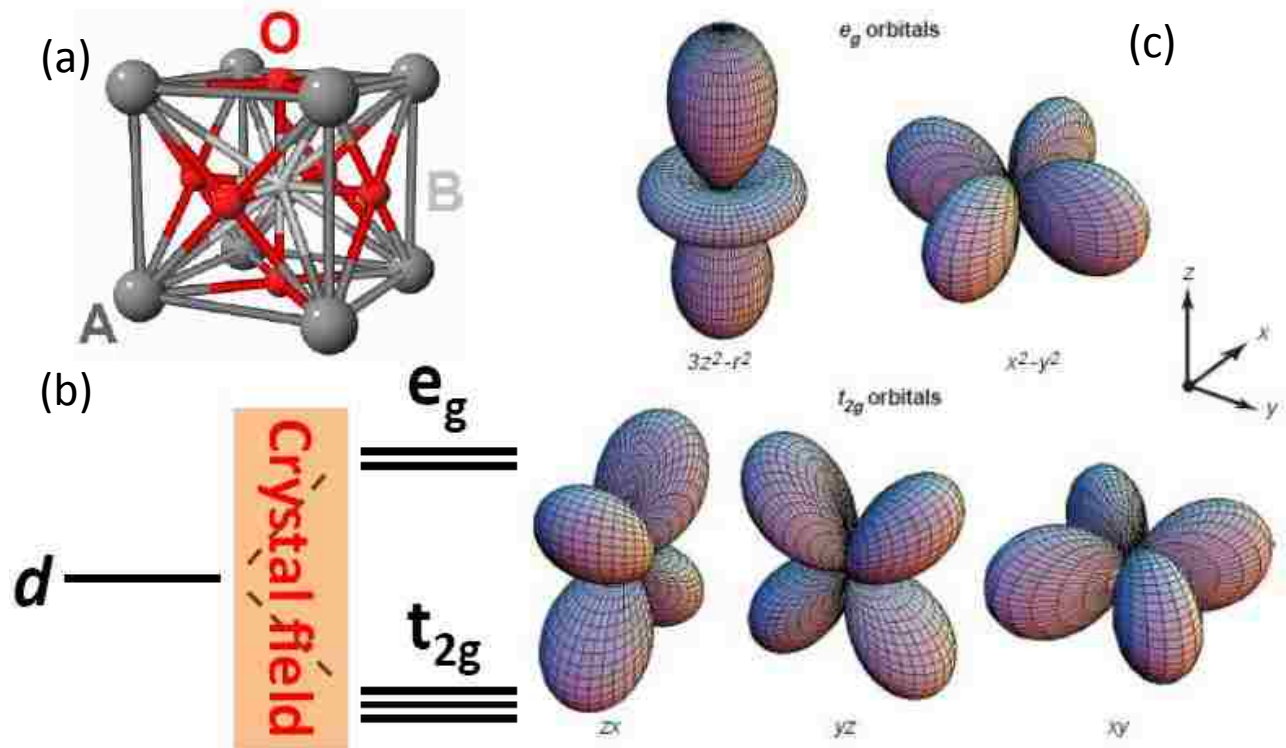 (a)
O
B
A
(b)
d
Crystal field
e_g
t_2g
e_g orbitals
(c)
3z²-r²
x²-y²
z
x
y
t_2g orbitals
zx
yz
xy